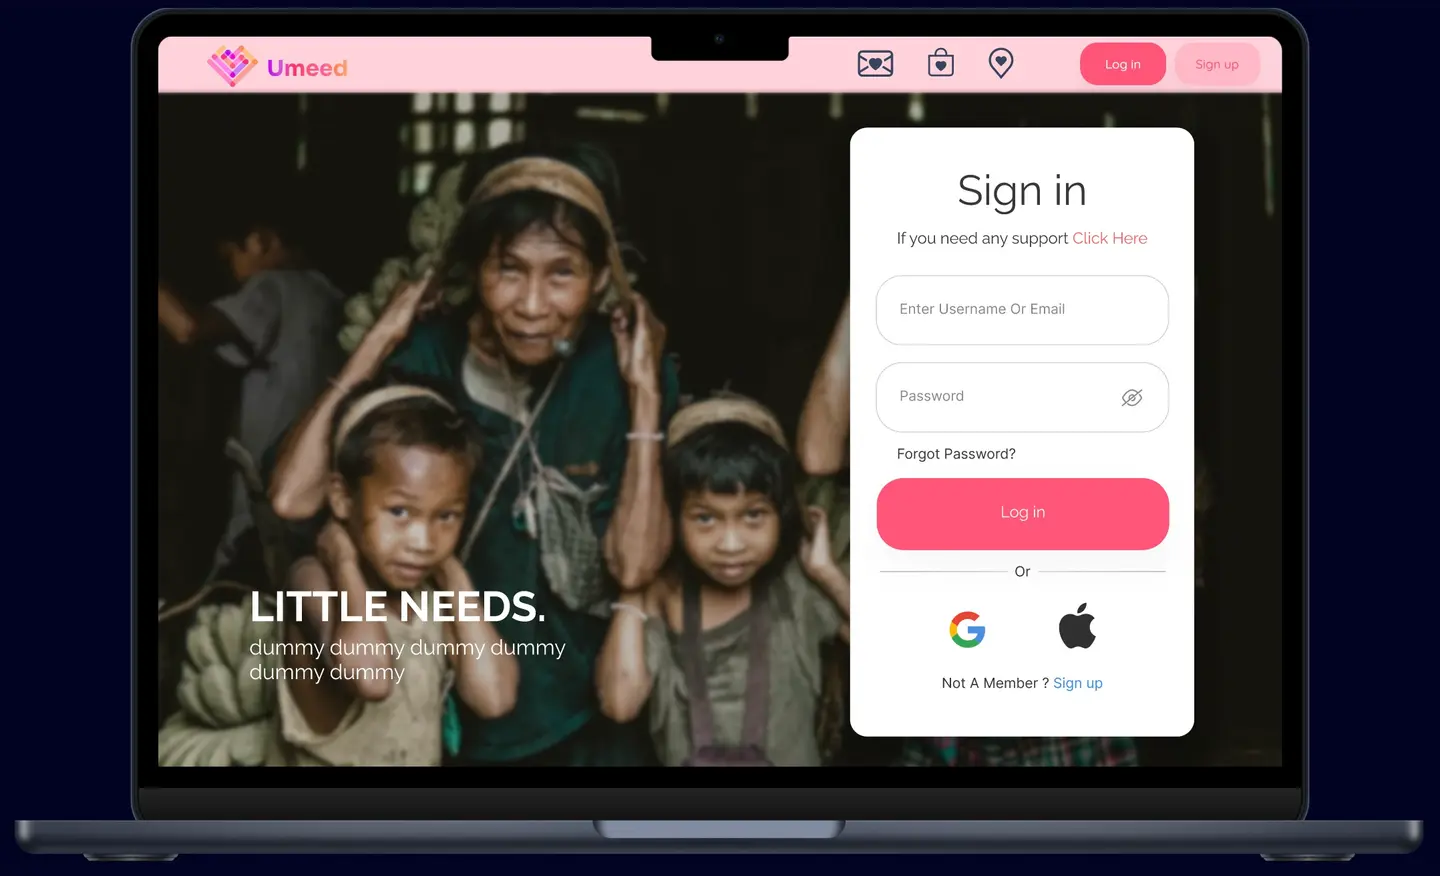 Umeed
Log in
Sign up
Sign in
If you need any support Click Here
Enter Username Or Email
Password
Forgot Password?
Log in
Or
Not A Member ? Sign up
LITTLE NEEDS.
dummy dummy dummy dummy
dummy dummy